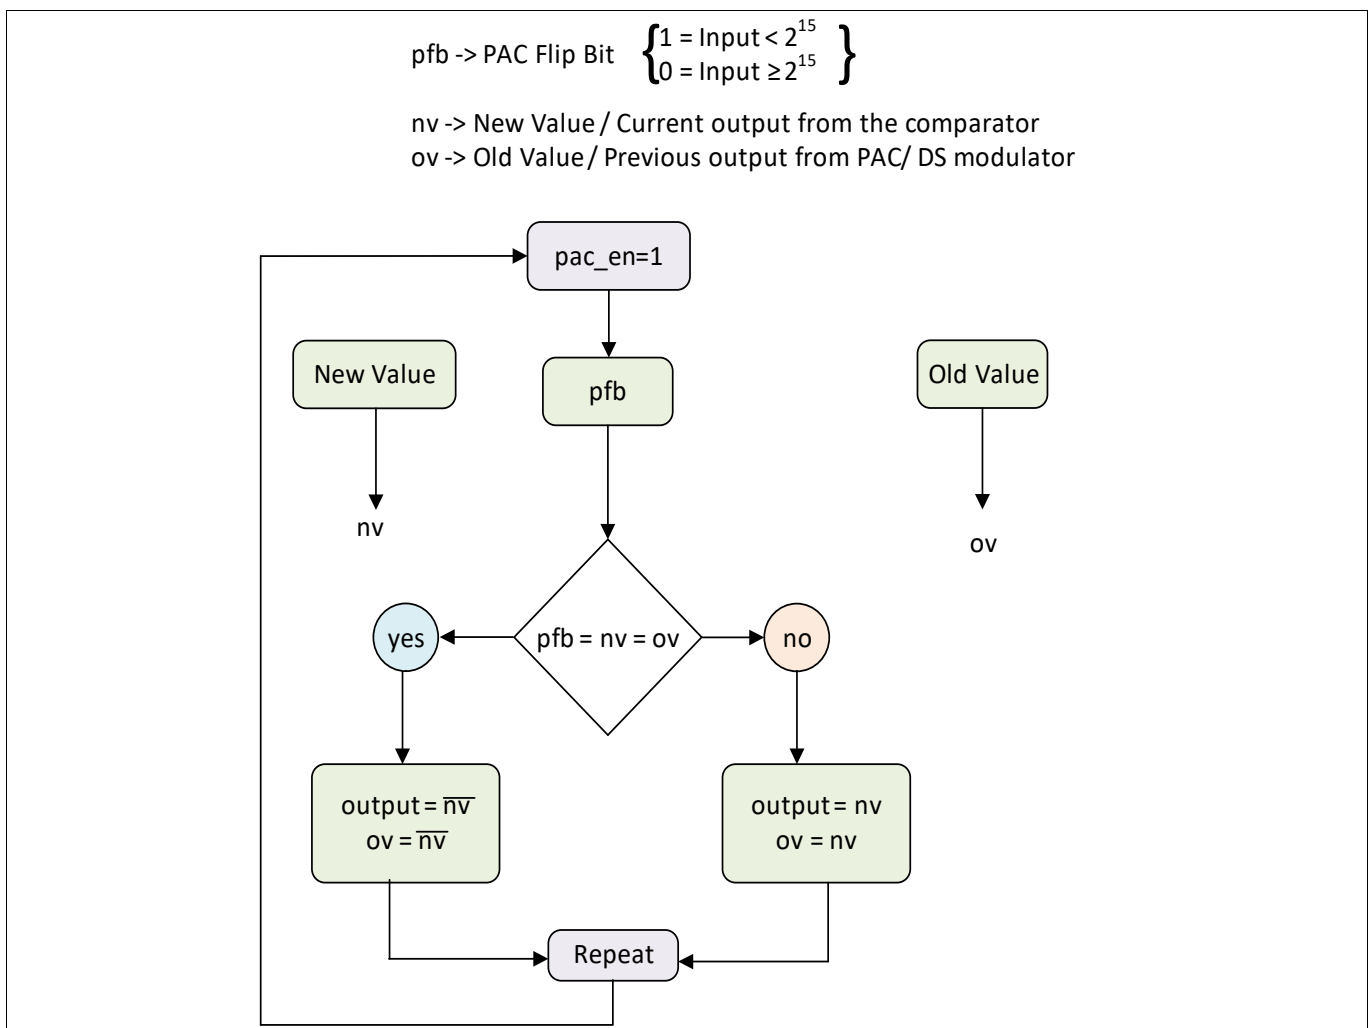 pfb -> PAC Flip Bit { 1 = Input < 2^15 }
0 = Input ≥ 2^15
nv -> New Value / Current output from the comparator
ov -> Old Value / Previous output from PAC/ DS modulator
pac_en=1
New Value
pfb
Old Value
nv
ov
yes
pfb = nv = ov
no
output = n̅v̅
ov = n̅v̅
output = nv
ov = nv
Repeat